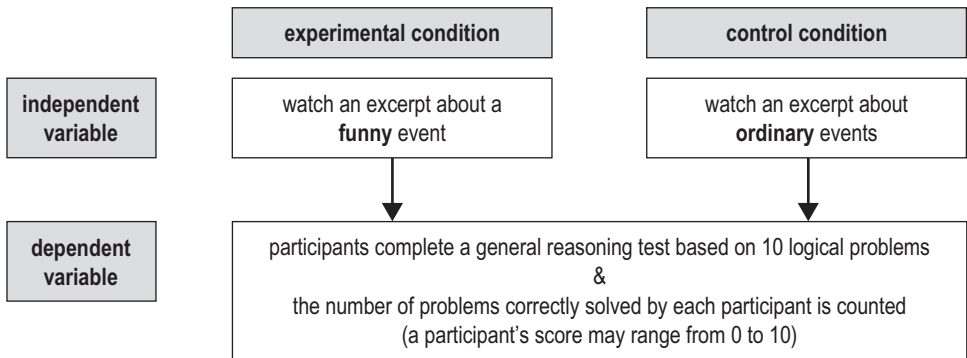 experimental condition
control condition
independent
variable
watch an excerpt about a
funny event
watch an excerpt about
ordinary events
dependent
variable
participants complete a general reasoning test based on 10 logical problems
&
the number of problems correctly solved by each participant is counted
(a participant's score may range from 0 to 10)